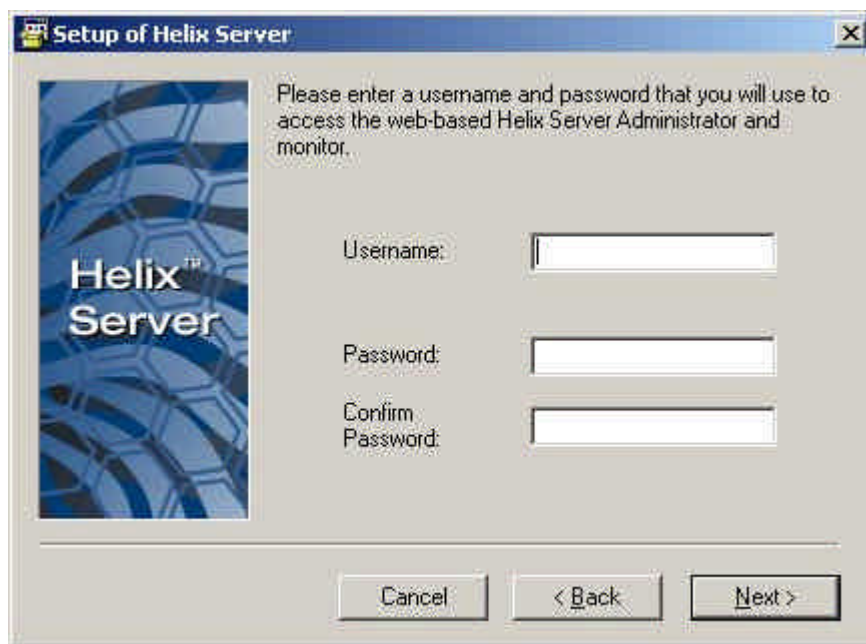 Setup of Helix Server
Please enter a username and password that you will use to
access the web-based Helix Server Administrator and
monitor.
Helix™
Server
Username:
Password:
Confirm
Password:
Cancel
< Back
Next >